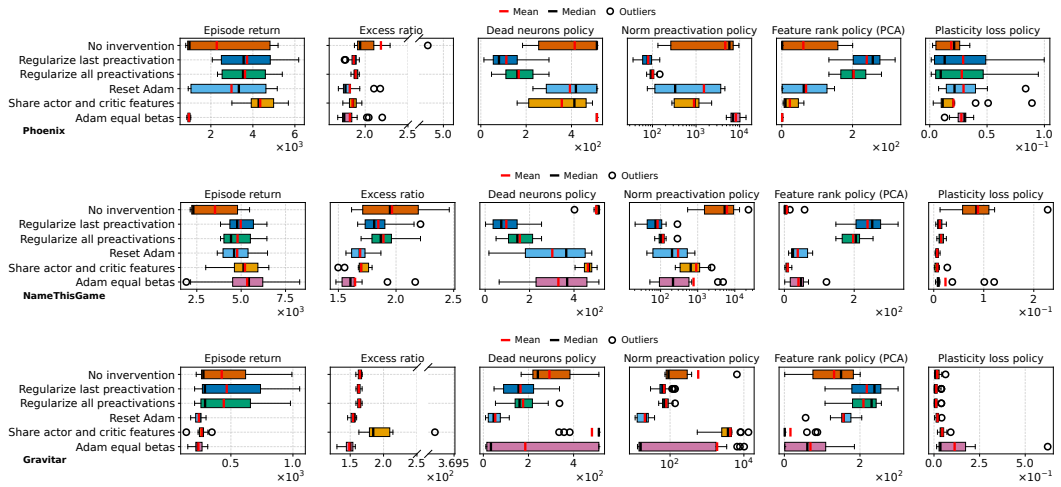 Mean Median Outliers
Episode return Excess ratio Dead neurons policy Norm preactivation policy Feature rank policy (PCA) Plasticity loss policy
No invervention
Regularize last preactivation
Regularize all preactivations
Reset Adam
Share actor and critic features
Adam equal betas
2 4 6 2.0 2.5 5.0 0 2 4 10² 10³ 10⁴ 0 2 0.0 0.5 1.0
Phoenix ×10³ ×10² ×10² ×10⁻¹
Mean Median Outliers
Episode return Excess ratio Dead neurons policy Norm preactivation policy Feature rank policy (PCA) Plasticity loss policy
No invervention
Regularize last preactivation
Regularize all preactivations
Reset Adam
Share actor and critic features
Adam equal betas
2.5 5.0 7.5 1.5 2.0 2.5 0 2 4 10² 10³ 10⁴ 0 2 0 1 2
NameThisGame ×10³ ×10² ×10² ×10⁻¹
Mean Median Outliers
Episode return Excess ratio Dead neurons policy Norm preactivation policy Feature rank policy (PCA) Plasticity loss policy
No invervention
Regularize last preactivation
Regularize all preactivations
Reset Adam
Share actor and critic features
Adam equal betas
0.5 1.0 1.5 2.0 2.5 3.695 0 2 4 10² 10⁴ 0 2 0.0 0.5
Gravitar ×10³ ×10² ×10² ×10² ×10⁻¹